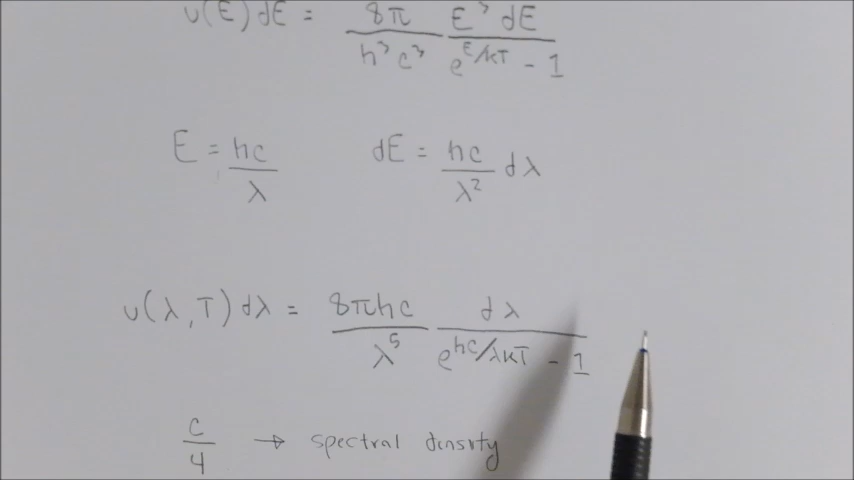 u(E)dE = 8π/h³c³ E³ dE/e^(E/kT) - 1
E = hc/λ dE = hc/λ² dλ
u(λ,T)dλ = 8πhc/λ⁵ dλ/e^(hc/λkT) - 1
c/4 → spectral density